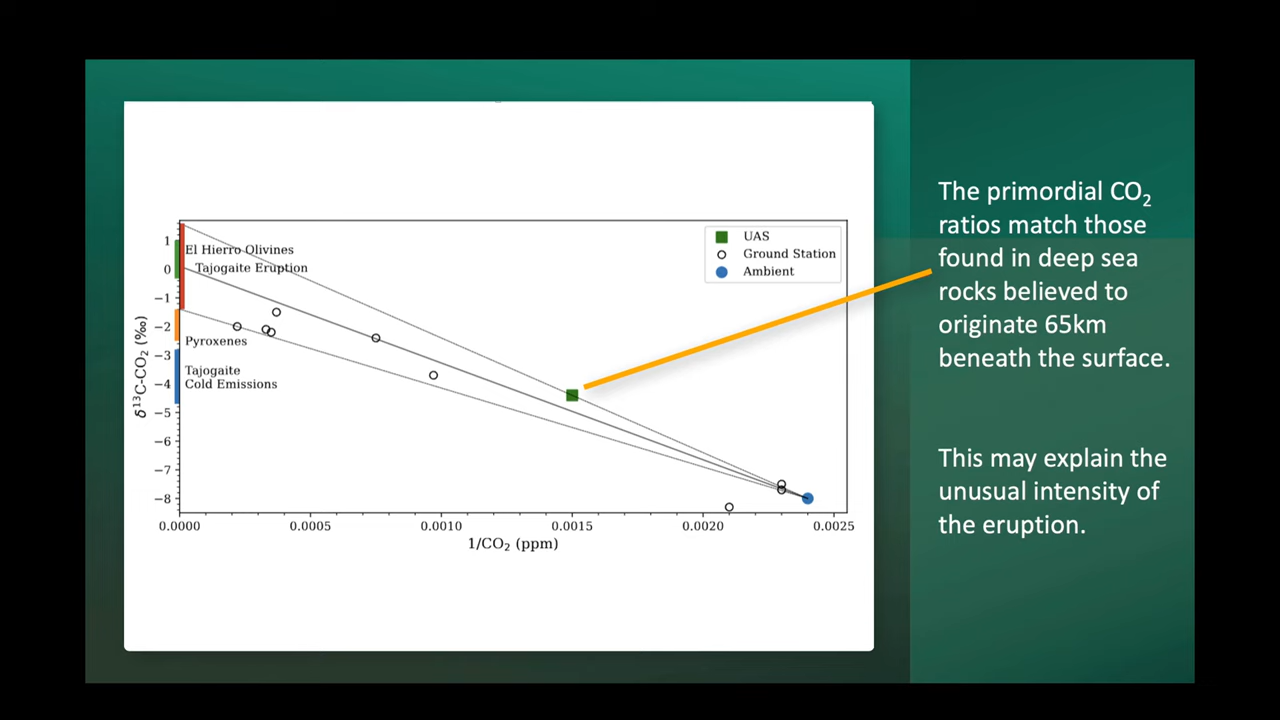 El Hierro Olivines
Tajogaite Eruption
Pyroxenes
Tajogaite
Cold Emissions
UAS
Ground Station
Ambient
1
0
−1
−2
−3
−4
−5
−6
−7
−8
δ¹³C-CO₂ (‰)
0.0000 0.0005 0.0010 0.0015 0.0020 0.0025
1/CO₂ (ppm)
The primordial CO₂
ratios match those
found in deep sea
rocks believed to
originate 65km
beneath the surface.
This may explain the
unusual intensity of
the eruption.